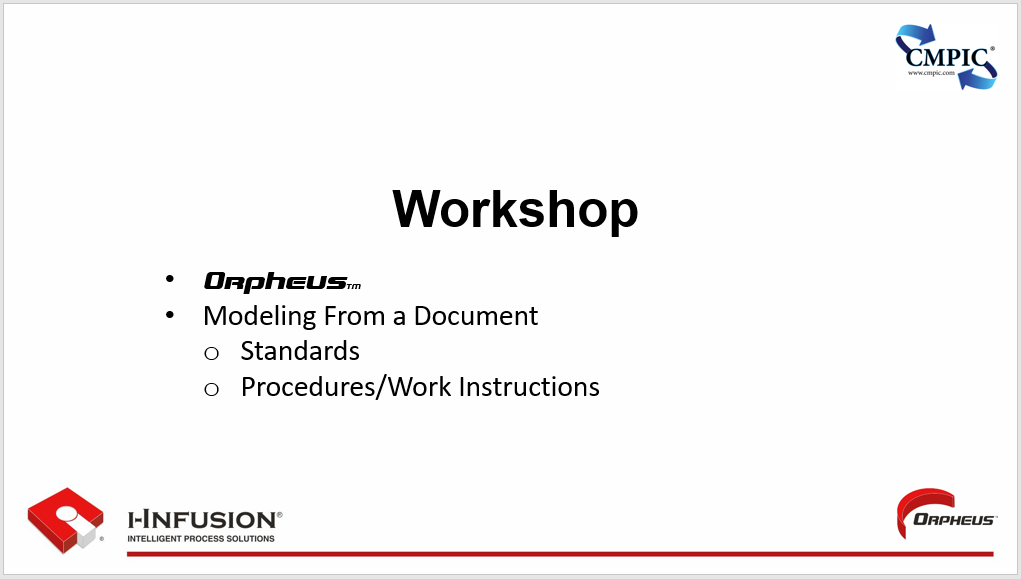 CMPIC®
www.cmpic.com
Workshop
• Orpheus™
• Modeling From a Document
o Standards
o Procedures/Work Instructions
I-INFUSION®
INTELLIGENT PROCESS SOLUTIONS
®
ORPHEUS™